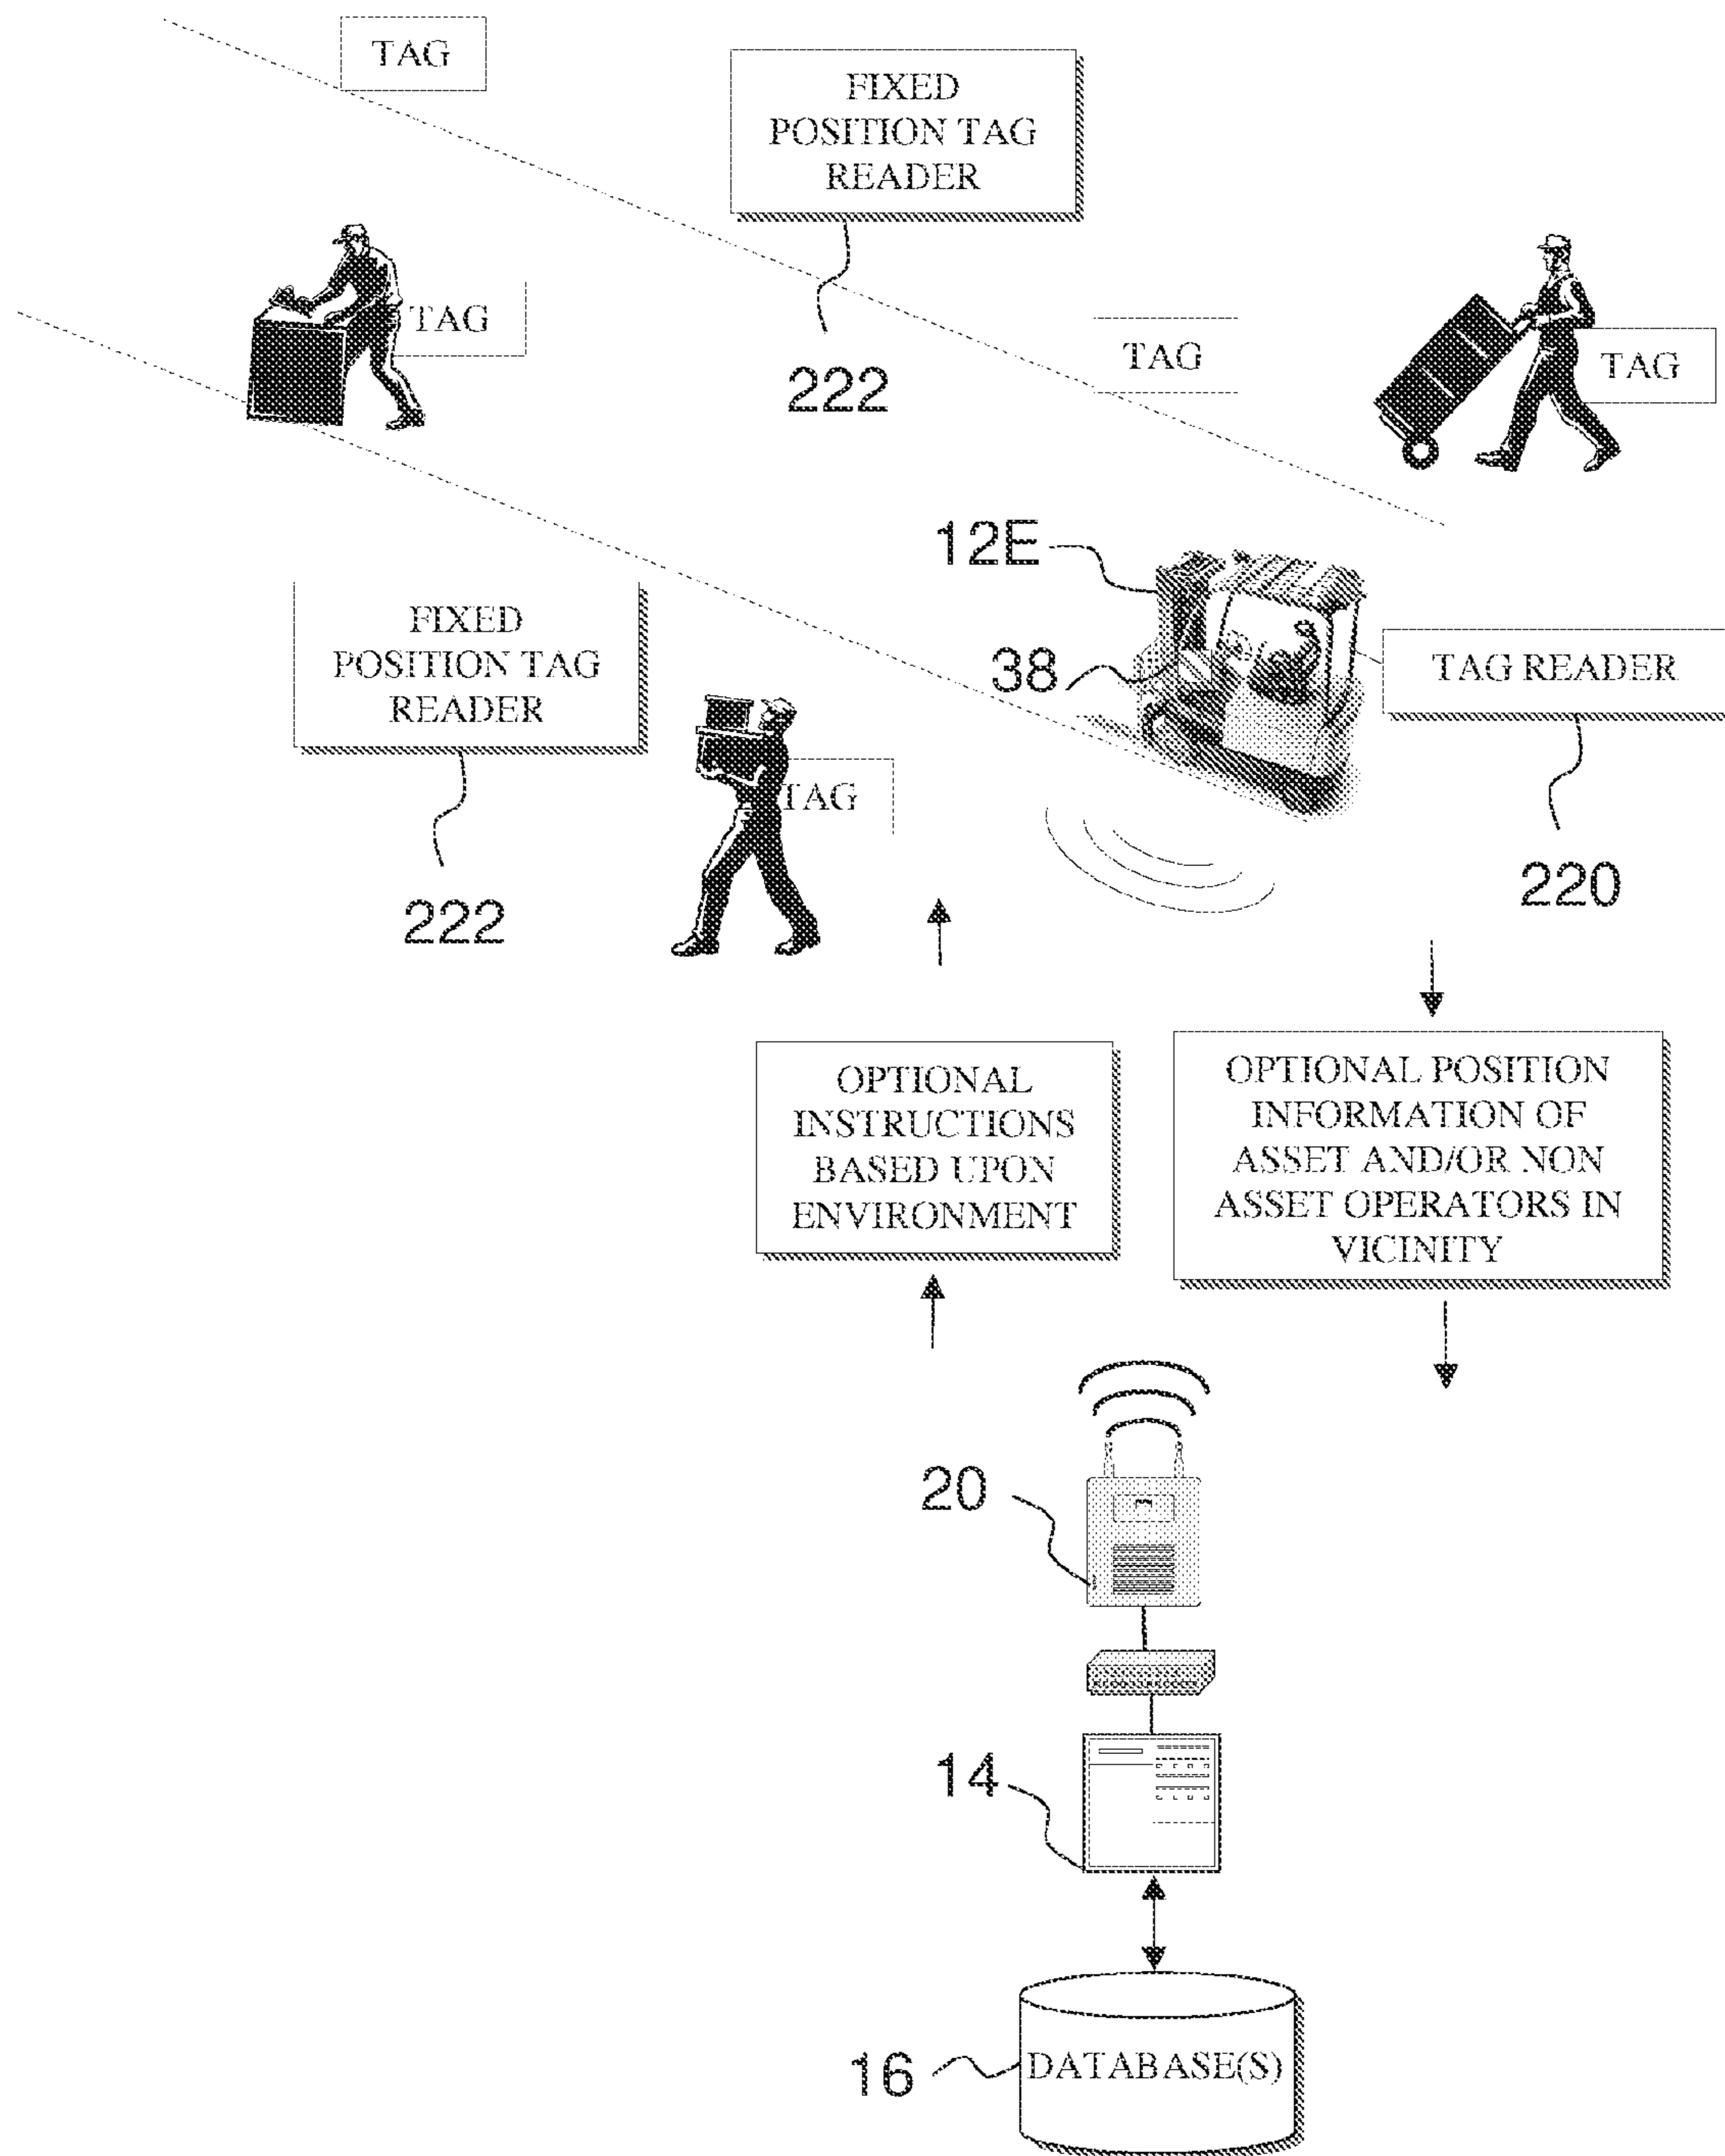 TAG
FIXED
POSITION TAG
READER
TAG
222
TAG
TAG
12E
FIXED
POSITION TAG
READER
38
TAG READER
TAG
222
220
OPTIONAL
INSTRUCTIONS
BASED UPON
ENVIRONMENT
OPTIONAL POSITION
INFORMATION OF
ASSET AND/OR NON
ASSET OPERATORS IN
VICINITY
20
14
16
DATABASE(S)